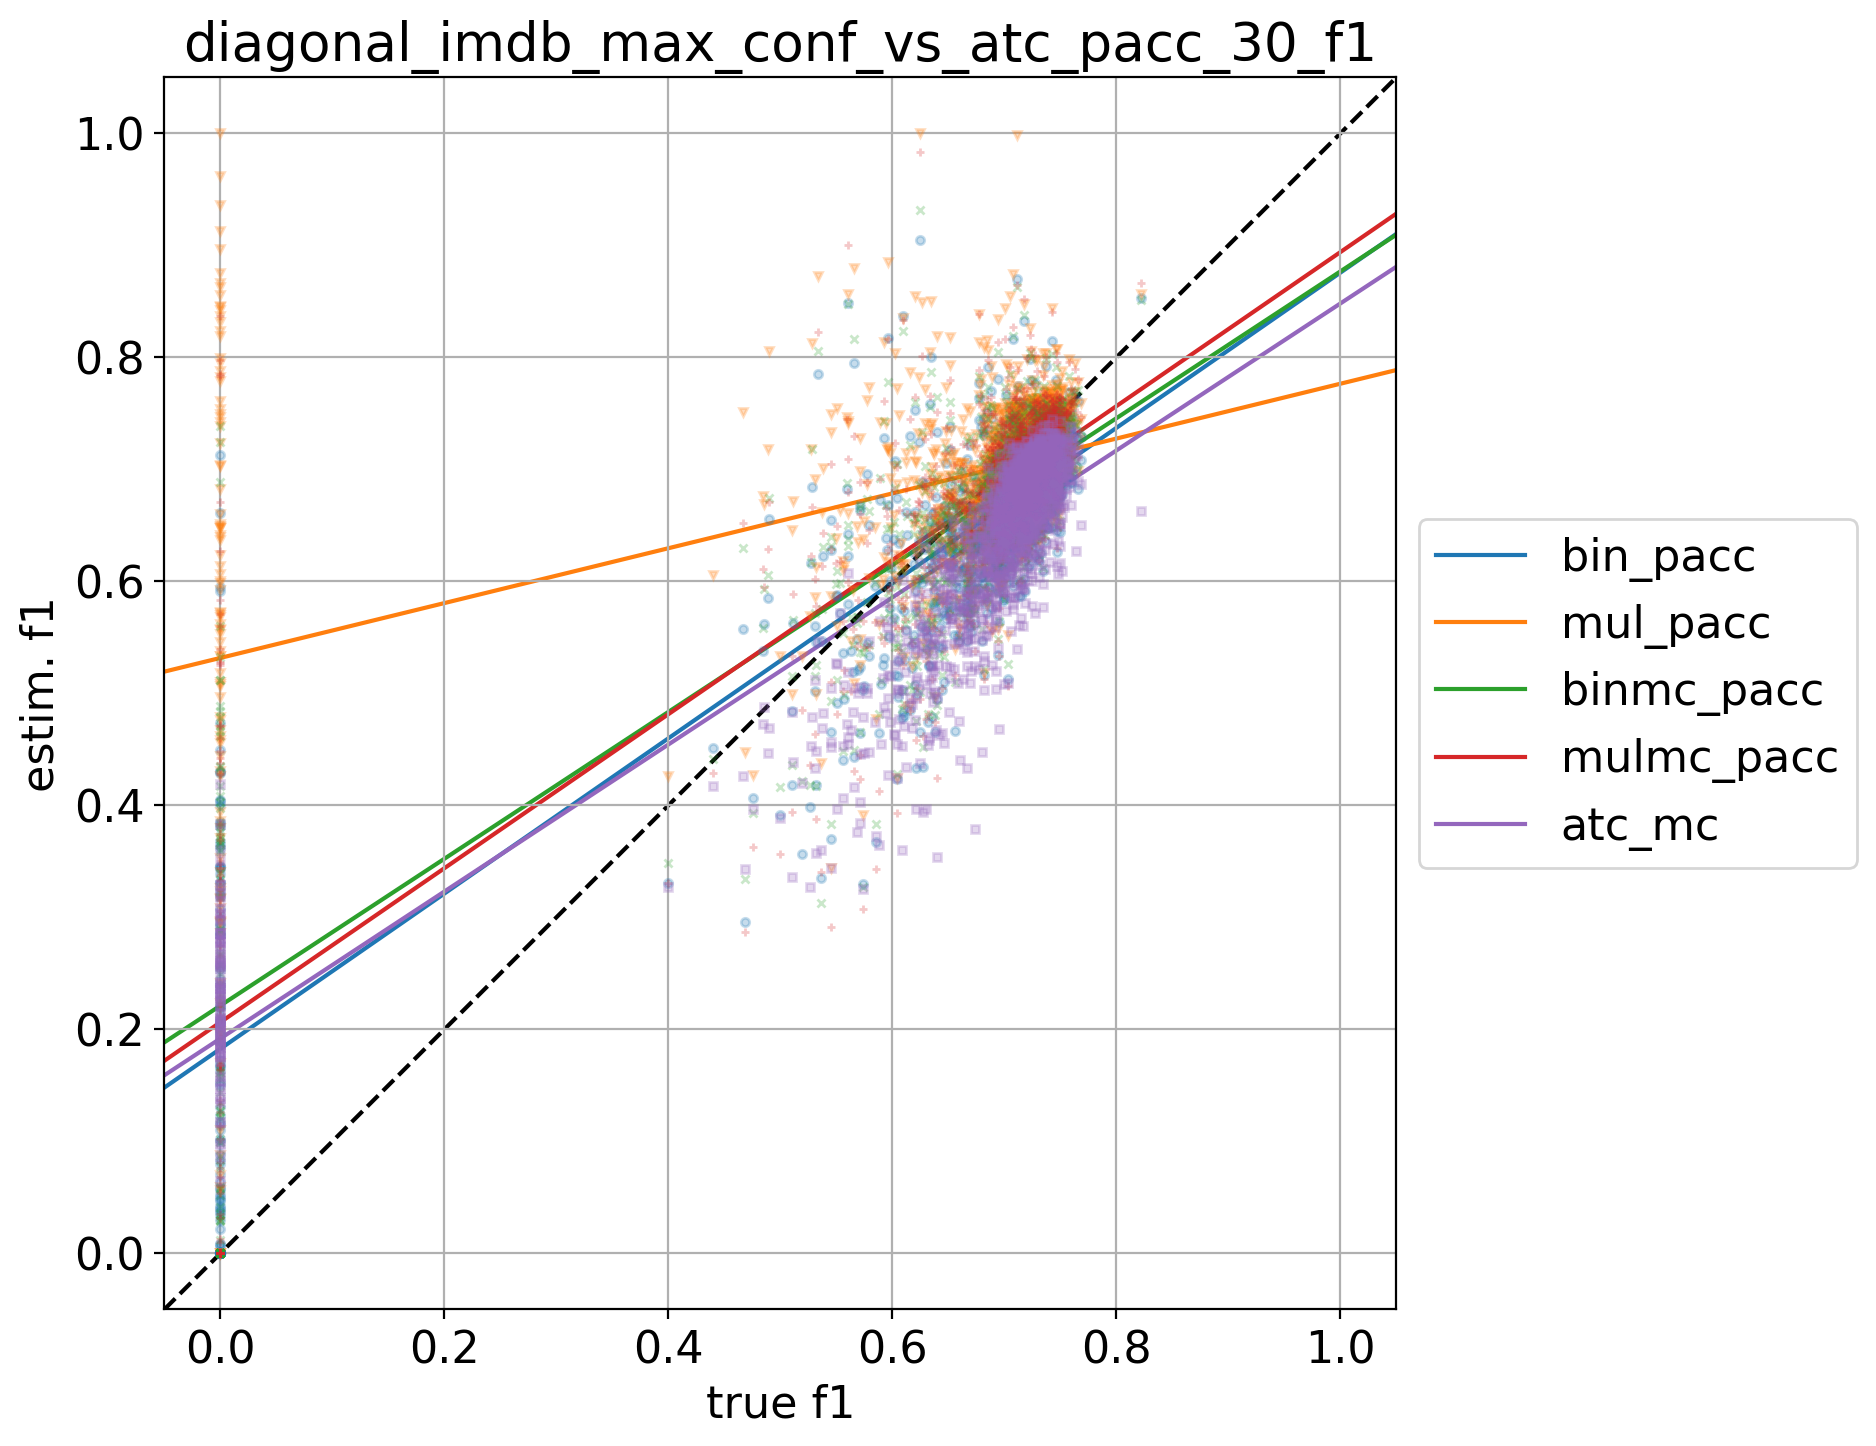 diagonal_imdb_max_conf_vs_atc_pacc_30_f1
1.0
0.8
0.6
0.4
0.2
0.0
estim. f1
0.0 0.2 0.4 0.6 0.8 1.0
true f1
bin_pacc
mul_pacc
binmc_pacc
mulmc_pacc
atc_mc